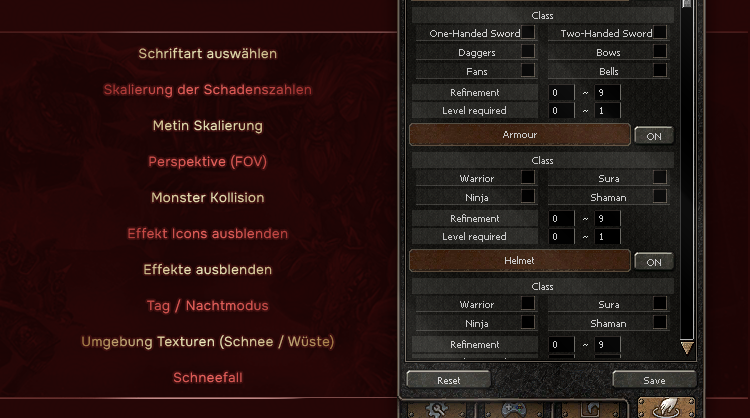 Schriftart auswählen
Skalierung der Schadenszahlen
Metin Skalierung
Perspektive (FOV)
Monster Kollision
Effekt Icons ausblenden
Effekte ausblenden
Tag / Nachtmodus
Umgebung Texturen (Schnee / Wüste)
Schneefall
Class
One-Handed Sword Two-Handed Sword
Daggers Bows
Fans Bells
Refinement 0 ~ 9
Level required 0 ~ 1
Armour ON
Class
Warrior Sura
Ninja Shaman
Refinement 0 ~ 9
Level required 0 ~ 1
Helmet ON
Class
Warrior Sura
Ninja Shaman
Refinement 0 ~ 9
Reset Save